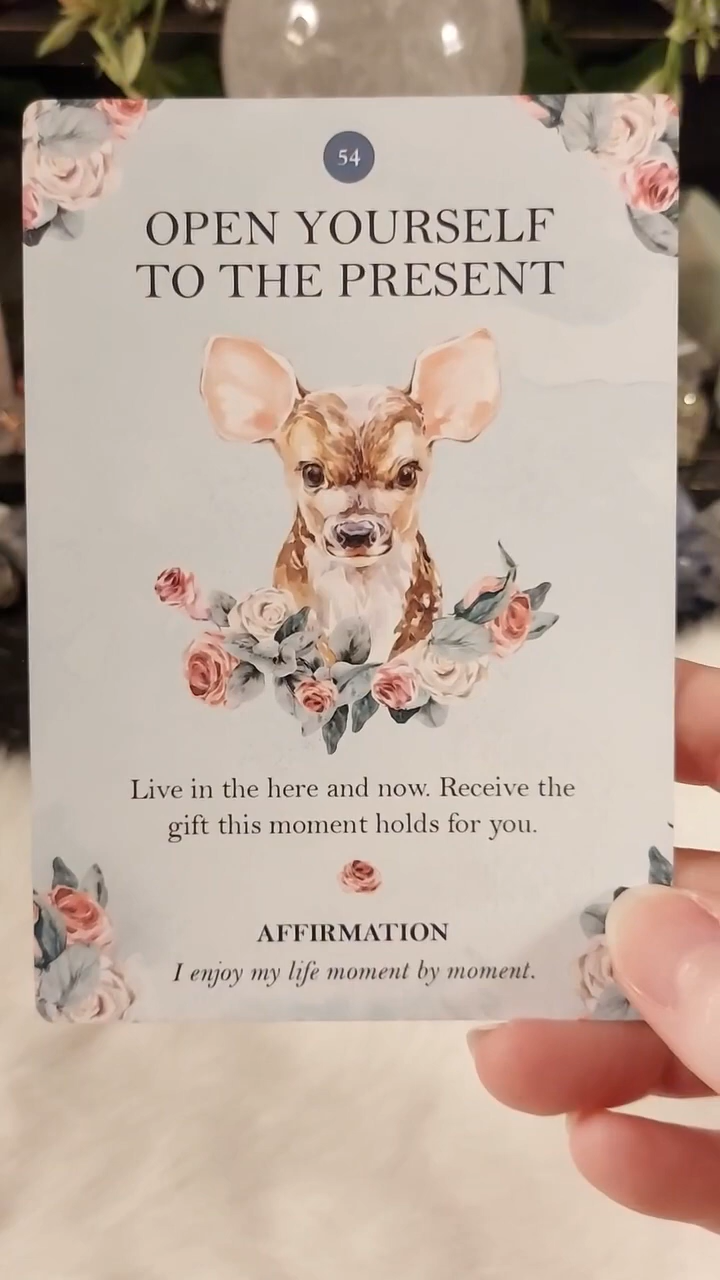 54
OPEN YOURSELF
TO THE PRESENT
Live in the here and now. Receive the
gift this moment holds for you.
AFFIRMATION
I enjoy my life moment by moment.